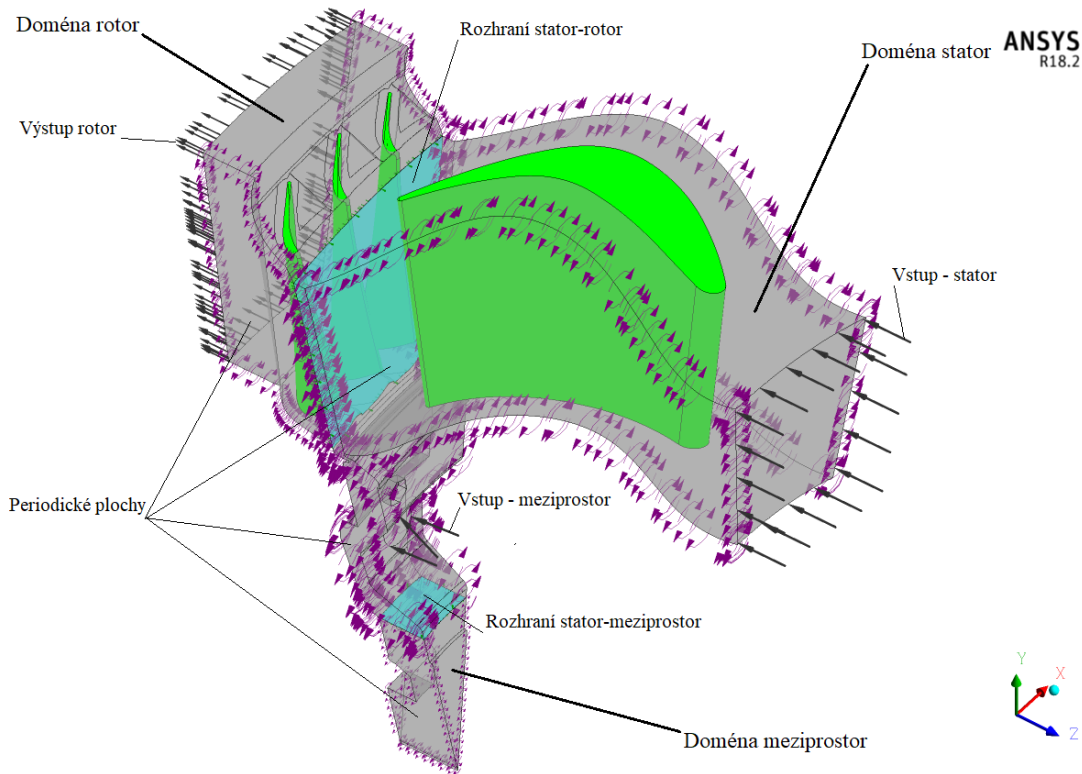 Doména rotor
Rozhraní stator-rotor
Doména stator
ANSYS
R18.2
Výstup rotor
Vstup - stator
Periodické plochy
Vstup - meziprostor
Rozhraní stator-meziprostor
Doména meziprostor
Y
X
Z